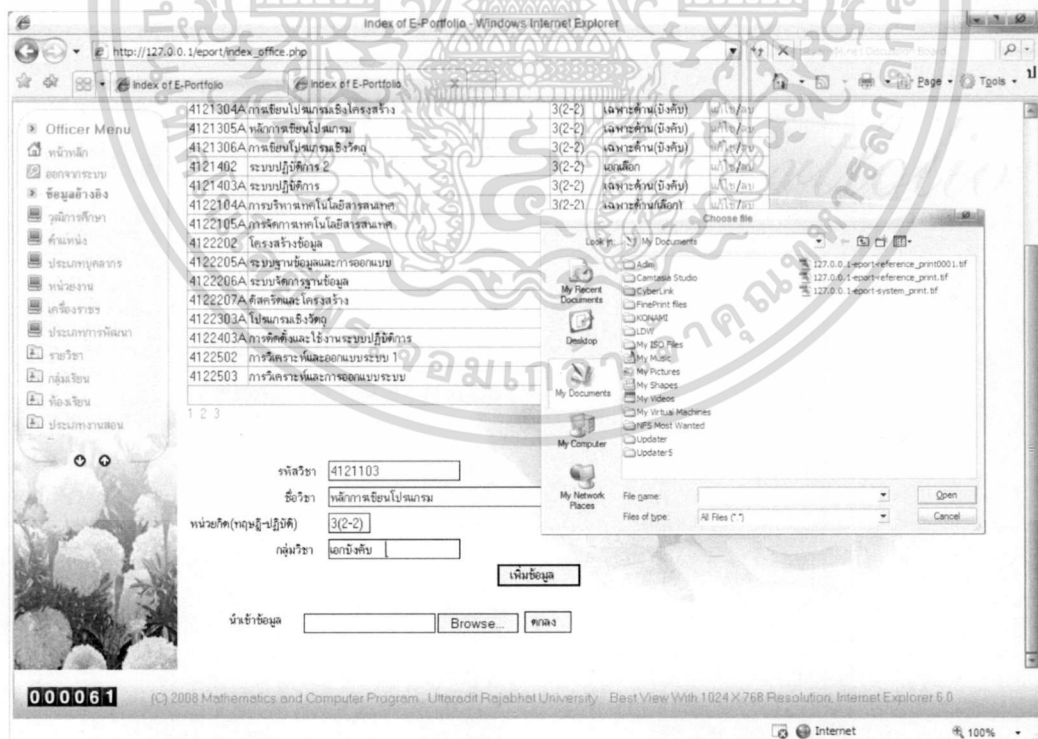 Index of E-Portfolio - Windows Internet Explorer
http://127.0.0.1/eport/index_office.php
Index of E-Portfolio
Index of E-Portfolio
Page
Tools
Officer Menu
หน้าหลัก
ออกจากระบบ
ข้อมูลอ้างอิง
วุฒิการศึกษา
ตำแหน่ง
ประเภทบุคลากร
หน่วยงาน
เครื่องราชฯ
ประเภทการพัฒนา
รายวิชา
กลุ่มเรียน
ห้องเรียน
ประเภทงานสอน
4121304A การเขียนโปรแกรมเชิงโครงสร้าง 3(2-2) เฉพาะด้าน(บังคับ) แก้ไข/ลบ
4121305A หลักการเขียนโปรแกรม 3(2-2) เฉพาะด้าน(บังคับ) แก้ไข/ลบ
4121306A การเขียนโปรแกรมเชิงวัตถุ 3(2-2) เฉพาะด้าน(บังคับ) แก้ไข/ลบ
4121402 ระบบปฏิบัติการ 2 3(2-2) เอกเลือก แก้ไข/ลบ
4121403A ระบบปฏิบัติการ 3(2-2) เฉพาะด้าน(บังคับ) แก้ไข/ลบ
4122104A การบริหารเทคโนโลยีสารสนเทศ 3(2-2) เฉพาะด้าน(เลือก) แก้ไข/ลบ
4122105A การจัดการเทคโนโลยีสารสนเทศ
4122202 โครงสร้างข้อมูล
4122205A ระบบฐานข้อมูลและการออกแบบ
4122206A ระบบจัดการฐานข้อมูล
4122207A ดิสครีตและโครงสร้าง
4122303A โปรแกรมเชิงวัตถุ
4122403A การติดตั้งและใช้งานระบบปฏิบัติการ
4122502 การวิเคราะห์และออกแบบระบบ 1
4122503 การวิเคราะห์และการออกแบบระบบ
1 2 3
รหัสวิชา 4121103
ชื่อวิชา หลักการเขียนโปรแกรม
หน่วยกิต(ทฤษฎี-ปฏิบัติ) 3(2-2)
กลุ่มวิชา เอกบังคับ
เพิ่มข้อมูล
นำเข้าข้อมูล Browse... ตกลง
Choose file
Look in: My Documents
My Recent Documents
Desktop
My Documents
My Computer
My Network Places
Adm
Camtasia Studio
CyberLink
FinePrint files
KONAMI
LDW
My ISO Files
My Music
My Pictures
My Shapes
My Videos
My Virtual Machines
NFS Most Wanted
Updater
Updater5
127.0.0.1-eport-reference_print0001.tif
127.0.0.1-eport-reference_print.tif
127.0.0.1-eport-system_print.tif
File name: Open
Files of type: All Files (*.*) Cancel
000061
(C) 2008 Mathematics and Computer Program . Uttaradit Rajabhat University . Best View With 1024 X 768 Resolution, Internet Explorer 6.0
Internet
100%